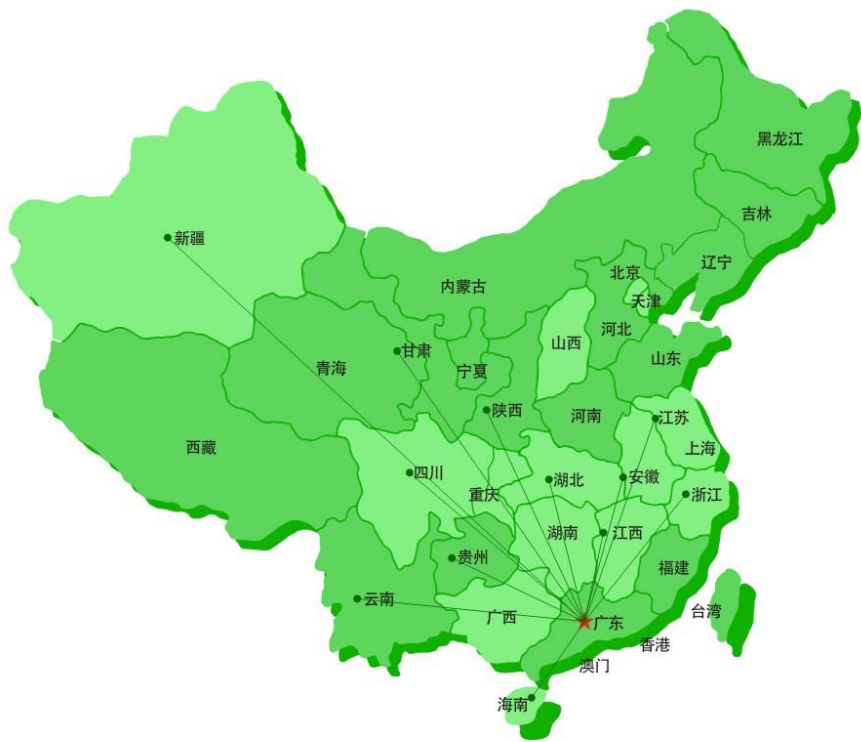 黑龙江
吉林
新疆
辽宁
北京
内蒙古
天津
河北
山西
甘肃
山东
青海
宁夏
陕西
河南
江苏
西藏
上海
四川
湖北
安徽
重庆
浙江
湖南
江西
贵州
福建
云南
台湾
广西
广东
香港
澳门
海南